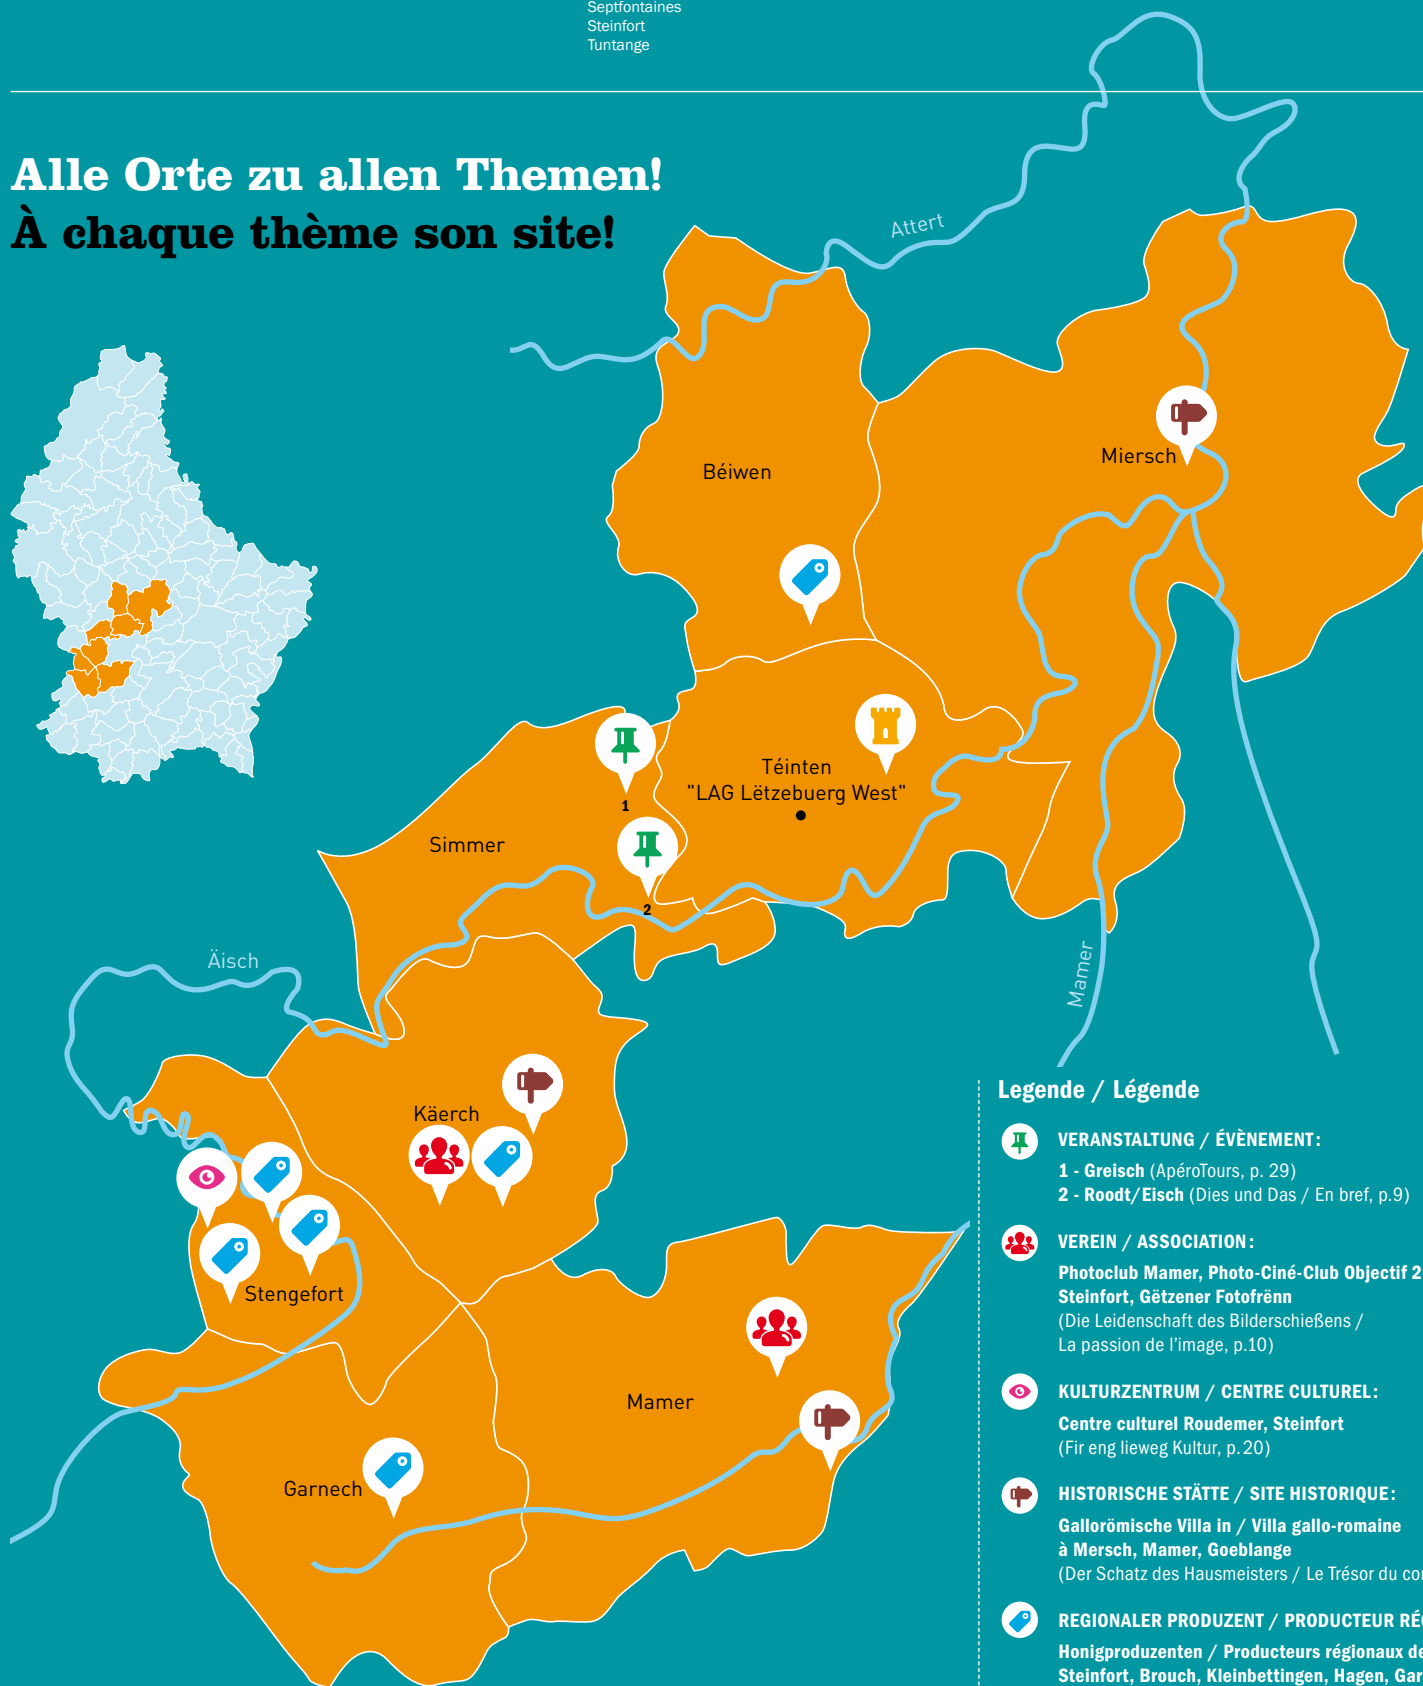 Septfontaines
Steinfort
Tuntange
Alle Orte zu allen Themen!
À chaque thème son site!
Attert
Miersch
Béiwen
Téinten
"LAG Lëtzebuerg West"
1
Simmer
2
Äisch
Mamer
Käerch
Stengefort
Mamer
Garnech
Legende / Légende
VERANSTALTUNG / ÉVÈNEMENT:
1 - Greisch (ApéroTours, p. 29)
2 - Roodt/Eisch (Dies und Das / En bref, p.9)
VEREIN / ASSOCIATION:
Photoclub Mamer, Photo-Ciné-Club Objectif 2
Steinfort, Gëtzener Fotofrënn
(Die Leidenschaft des Bilderschießens /
La passion de l'image, p.10)
KULTURZENTRUM / CENTRE CULTUREL:
Centre culturel Roudemer, Steinfort
(Fir eng lieweg Kultur, p. 20)
HISTORISCHE STÄTTE / SITE HISTORIQUE:
Gallorömische Villa in / Villa gallo-romaine
à Mersch, Mamer, Goeblange
(Der Schatz des Hausmeisters / Le Trésor du
REGIONALER PRODUZENT / PRODUCTEUR
Honigproduzenten / Producteurs régionaux de
Steinfort, Brouch, Kleinbettingen, Hagen,